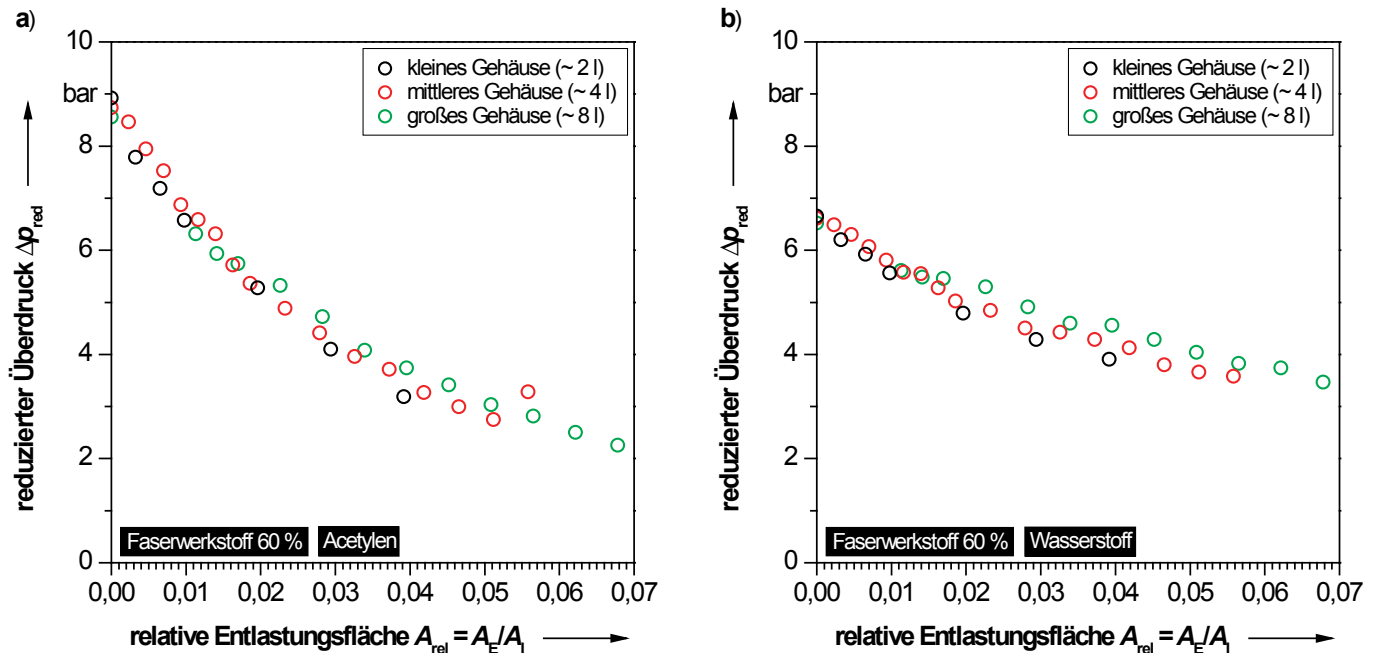 a)
10
bar
8
6
4
2
0
reduzierter Überdruck Δp_red
kleines Gehäuse (~ 2 l)
mittleres Gehäuse (~ 4 l)
großes Gehäuse (~ 8 l)
Faserwerkstoff 60 % Acetylen
0,00 0,01 0,02 0,03 0,04 0,05 0,06 0,07
relative Entlastungsfläche A_rel = A_E/A_I
b)
10
bar
8
6
4
2
0
reduzierter Überdruck Δp_red
kleines Gehäuse (~ 2 l)
mittleres Gehäuse (~ 4 l)
großes Gehäuse (~ 8 l)
Faserwerkstoff 60 % Wasserstoff
0,00 0,01 0,02 0,03 0,04 0,05 0,06 0,07
relative Entlastungsfläche A_rel = A_E/A_I